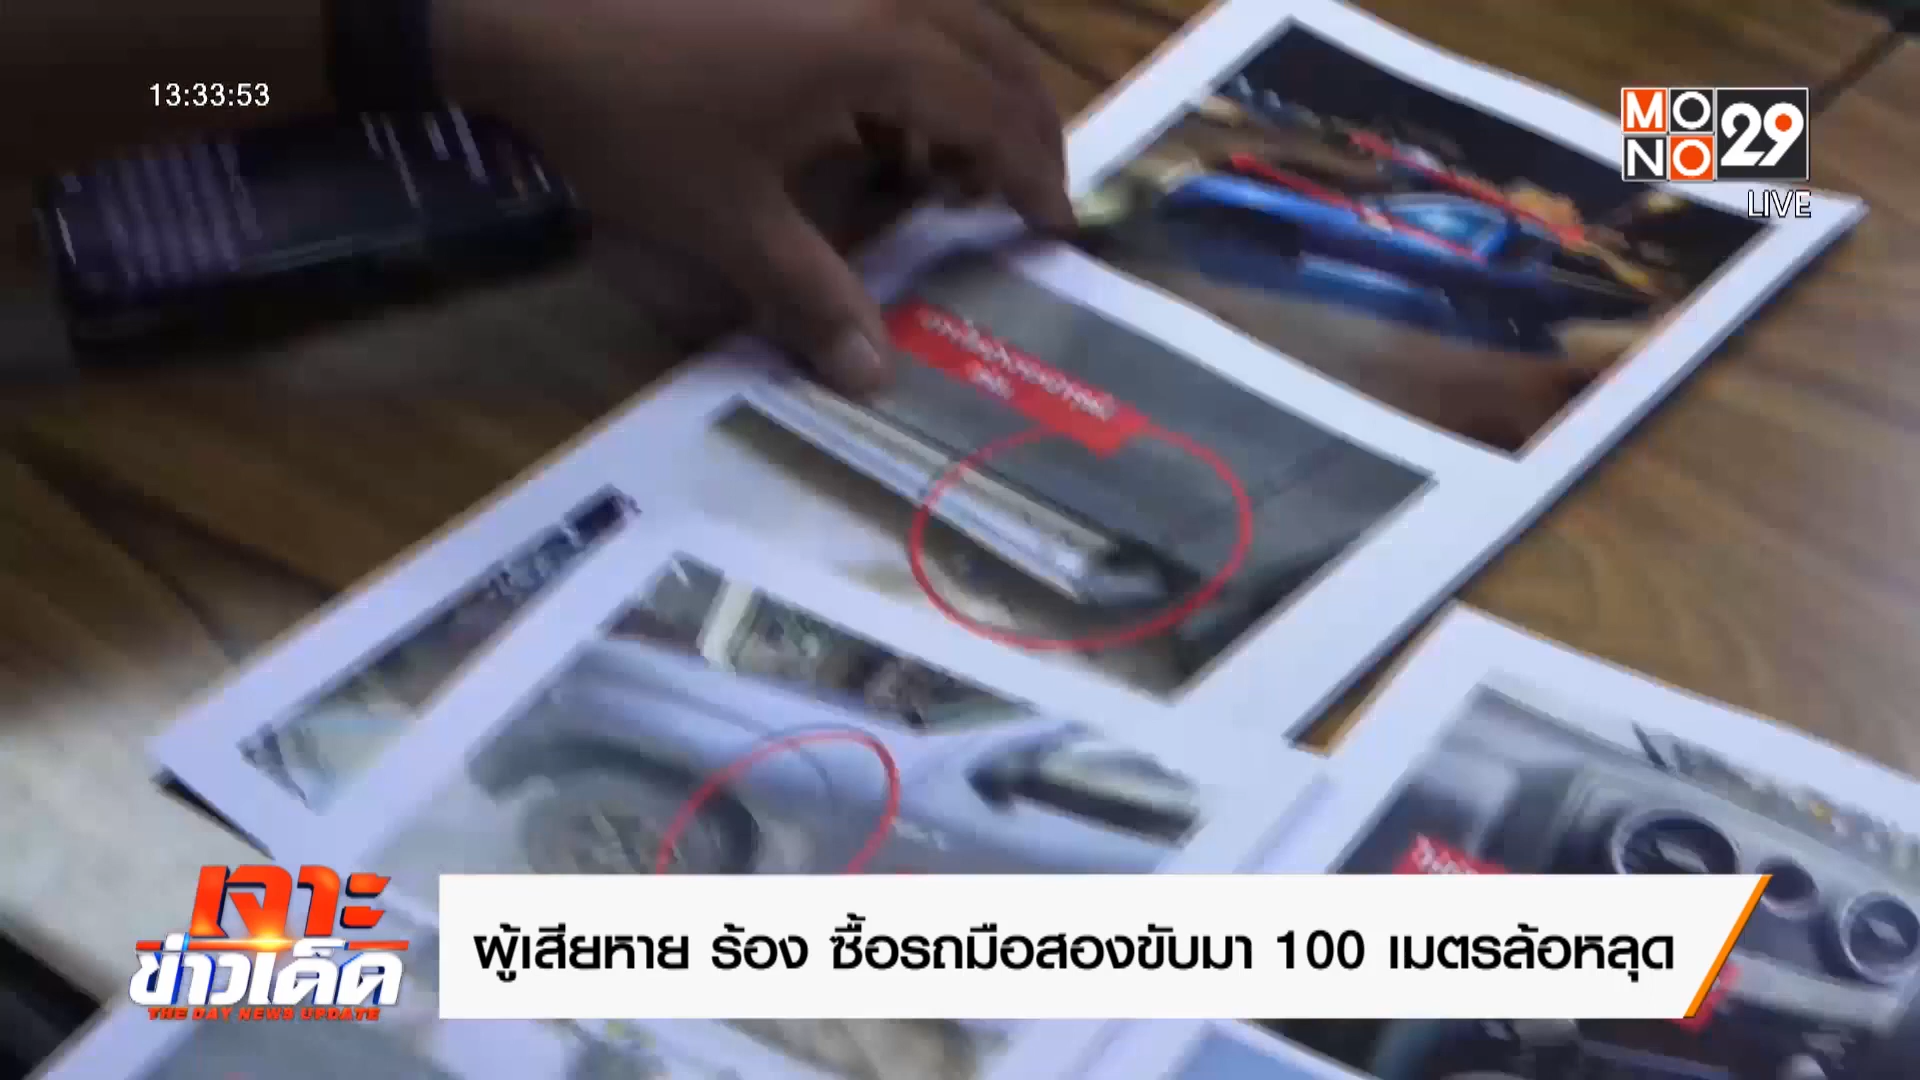 13:33:53
MONO 29
LIVE
เจาะ
ข่าวเด็ด
THE DAY NEWS UPDATE
ผู้เสียหาย ร้อง ซื้อรถมือสองขับมา 100 เมตรล้อหลุด